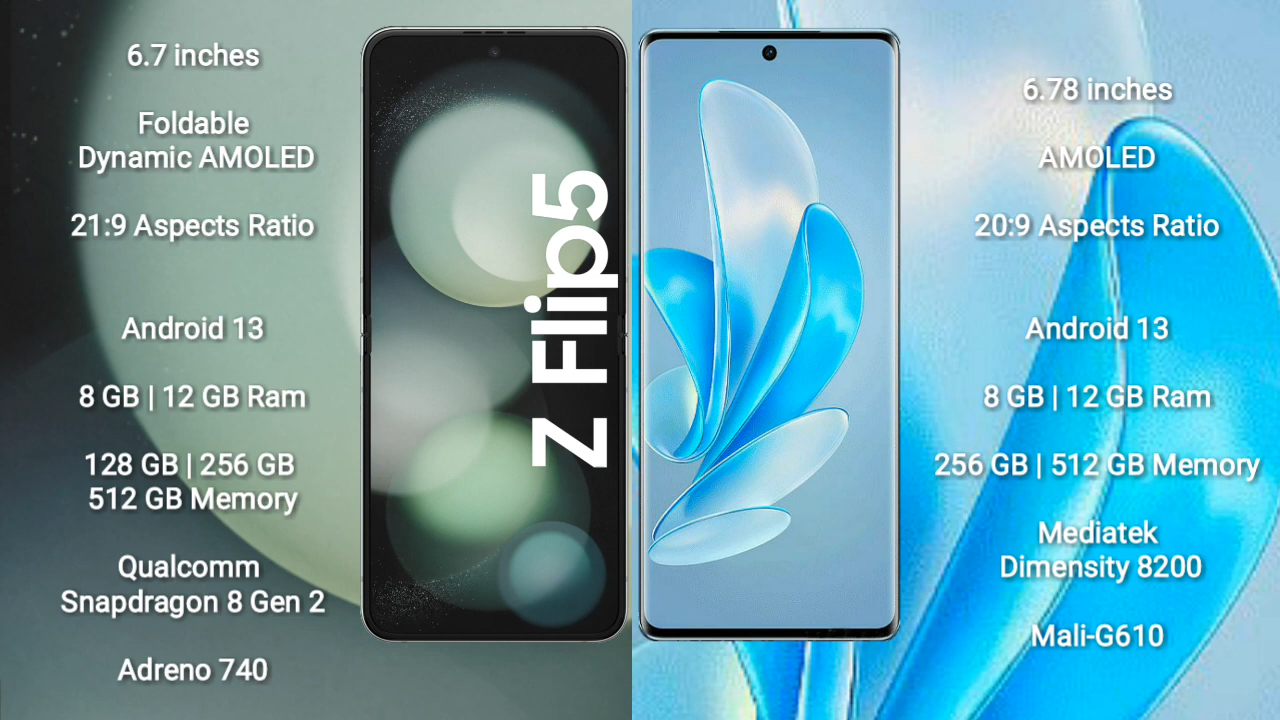 6.7 inches
Foldable
Dynamic AMOLED
21:9 Aspects Ratio
Android 13
8 GB | 12 GB Ram
128 GB | 256 GB
512 GB Memory
Qualcomm
Snapdragon 8 Gen 2
Adreno 740
Z Flip5
6.78 inches
AMOLED
20:9 Aspects Ratio
Android 13
8 GB | 12 GB Ram
256 GB | 512 GB Memory
Mediatek
Dimensity 8200
Mali-G610